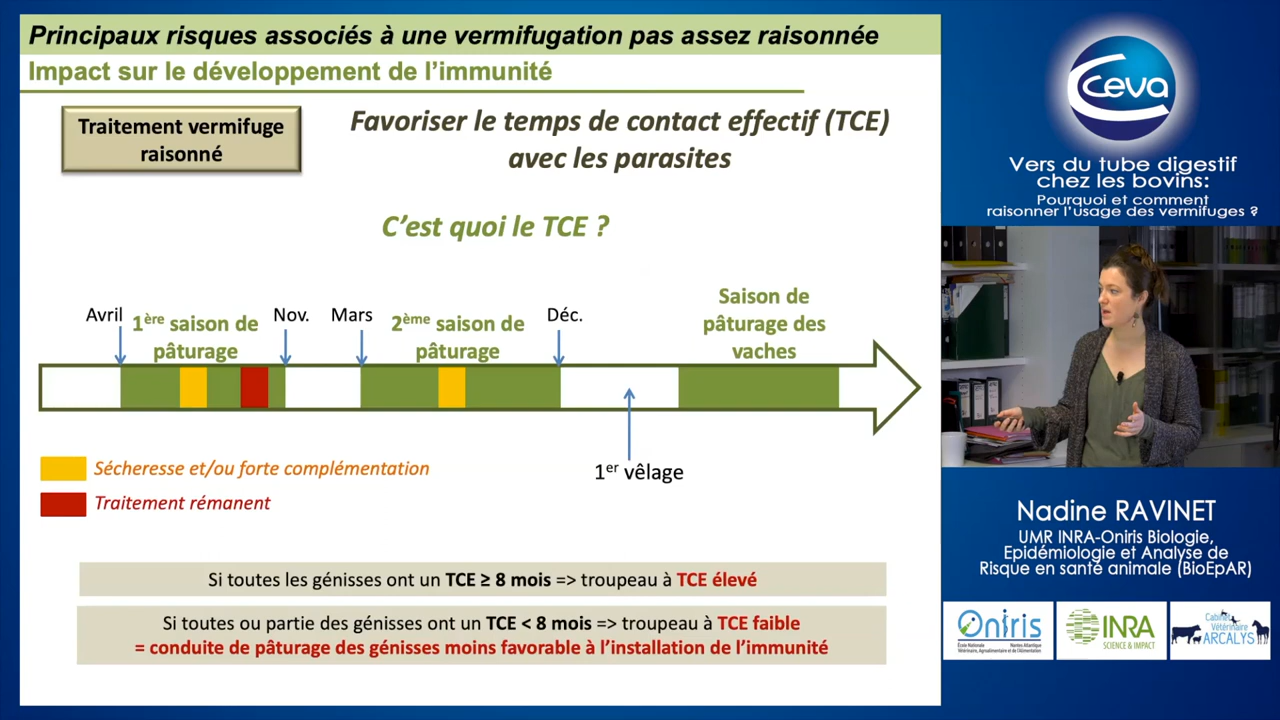 Principaux risques associés à une vermifugation pas assez raisonnée
Impact sur le développement de l'immunité
Traitement vermifuge
raisonné
Favoriser le temps de contact effectif (TCE)
avec les parasites
C'est quoi le TCE ?
Avril
1ère saison de
pâturage
Nov.
Mars
2ème saison de
pâturage
Déc.
Saison de
pâturage des
vaches
1er vêlage
Sécheresse et/ou forte complémentation
Traitement rémanent
Si toutes les génisses ont un TCE ≥ 8 mois => troupeau à TCE élevé
Si toutes ou partie des génisses ont un TCE < 8 mois => troupeau à TCE faible
= conduite de pâturage des génisses moins favorable à l'installation de l'immunité
ceva
Vers du tube digestif
chez les bovins:
Pourquoi et comment
raisonner l'usage des vermifuges ?
Nadine RAVINET
UMR INRA-Oniris Biologie,
Epidémiologie et Analyse de
Risque en santé animale (BioEpAR)
Oniris
INRA
SCIENCE & IMPACT
Cabinet
Vétérinaire
ARCALYS